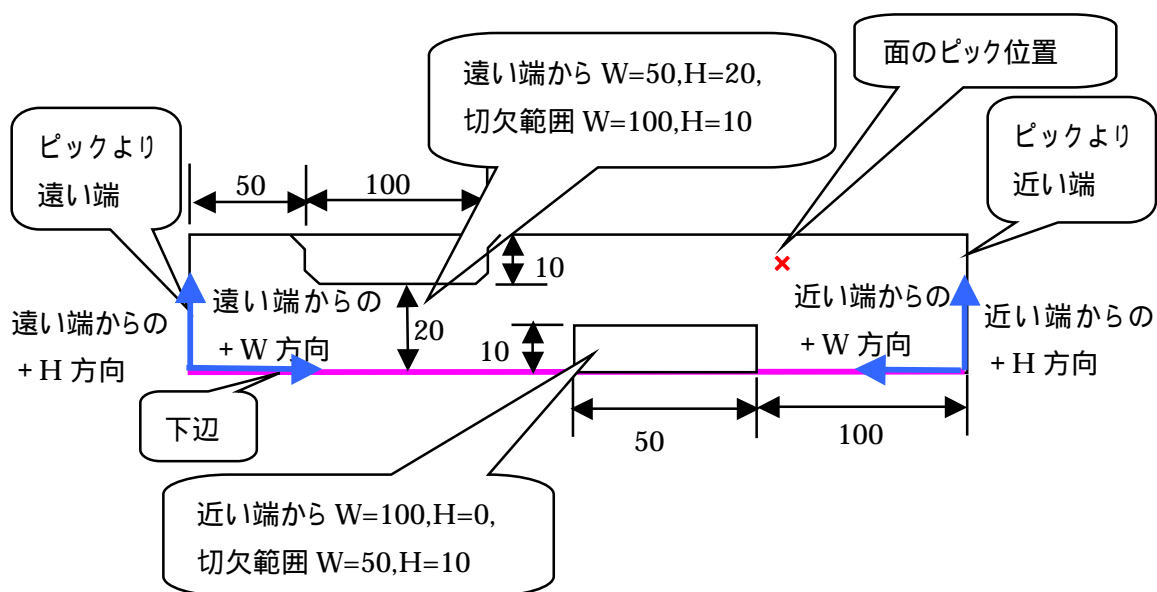 遠い端から W=50,H=20,
切欠範囲 W=100,H=10
面のピック位置
ピックより
遠い端
ピックより
近い端
50
100
10
遠い端からの
+ W 方向
遠い端からの
+ H 方向
20
10
近い端からの
+ W 方向
近い端からの
+ H 方向
下辺
50
100
近い端から W=100,H=0,
切欠範囲 W=50,H=10